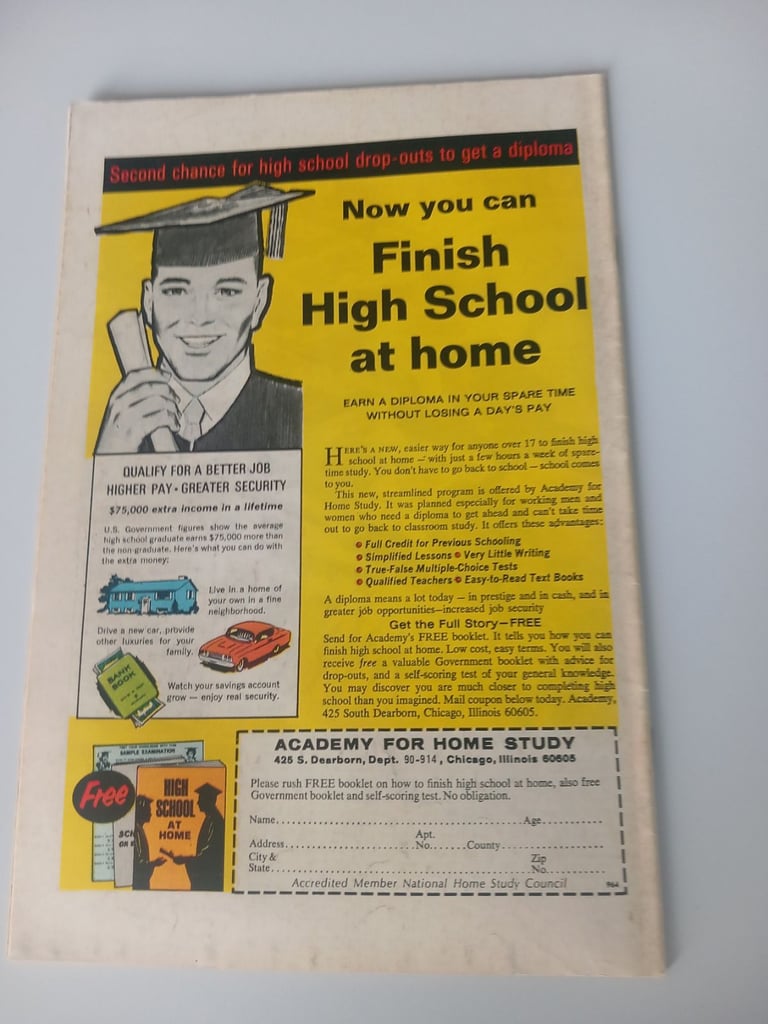 Second chance for high school drop-outs to get a diploma
Now you can
Finish
High School
at home
EARN A DIPLOMA IN YOUR SPARE TIME
WITHOUT LOSING A DAY'S PAY
HERE'S A NEW, easier way for anyone over 17 to finish high
school at home — with just a few hours a week of spare-
time study. You don't have to go back to school — school comes
to you.
This new, streamlined program is offered by Academy for
Home Study. It was planned especially for working men and
women who need a diploma to get ahead and can't take time
out to go back to classroom study. It offers these advantages:
• Full Credit for Previous Schooling
• Simplified Lessons • Very Little Writing
• True-False Multiple-Choice Tests
• Qualified Teachers • Easy-to-Read Text Books
A diploma means a lot today — in prestige and in cash, and in
greater job opportunities—increased job security
Get the Full Story—FREE
Send for Academy's FREE booklet. It tells you how you can
finish high school at home. Low cost, easy terms. You will also
receive free a valuable Government booklet with advice for
drop-outs, and a self-scoring test of your general knowledge.
You may discover you are much closer to completing high
school than you imagined. Mail coupon below today. Academy,
425 South Dearborn, Chicago, Illinois 60605.
QUALIFY FOR A BETTER JOB
HIGHER PAY • GREATER SECURITY
$75,000 extra income in a lifetime
U.S. Government figures show the average
high school graduate earns $75,000 more than
the non-graduate. Here's what you can do with
the extra money:
Live in a home of
your own in a fine
neighborhood.
Drive a new car, provide
other luxuries for your
family.
BANK
BOOK
Watch your savings account
grow — enjoy real security.
SAMPLE EXAMINATION
Free
HIGH
SCHOOL
AT
HOME
SCH
OR
ACADEMY FOR HOME STUDY
425 S. Dearborn, Dept. 90-914, Chicago, Illinois 60605
Please rush FREE booklet on how to finish high school at home, also free
Government booklet and self-scoring test. No obligation.
Name Age
Apt.
Address No. County
City & Zip
State No.
Accredited Member National Home Study Council 964